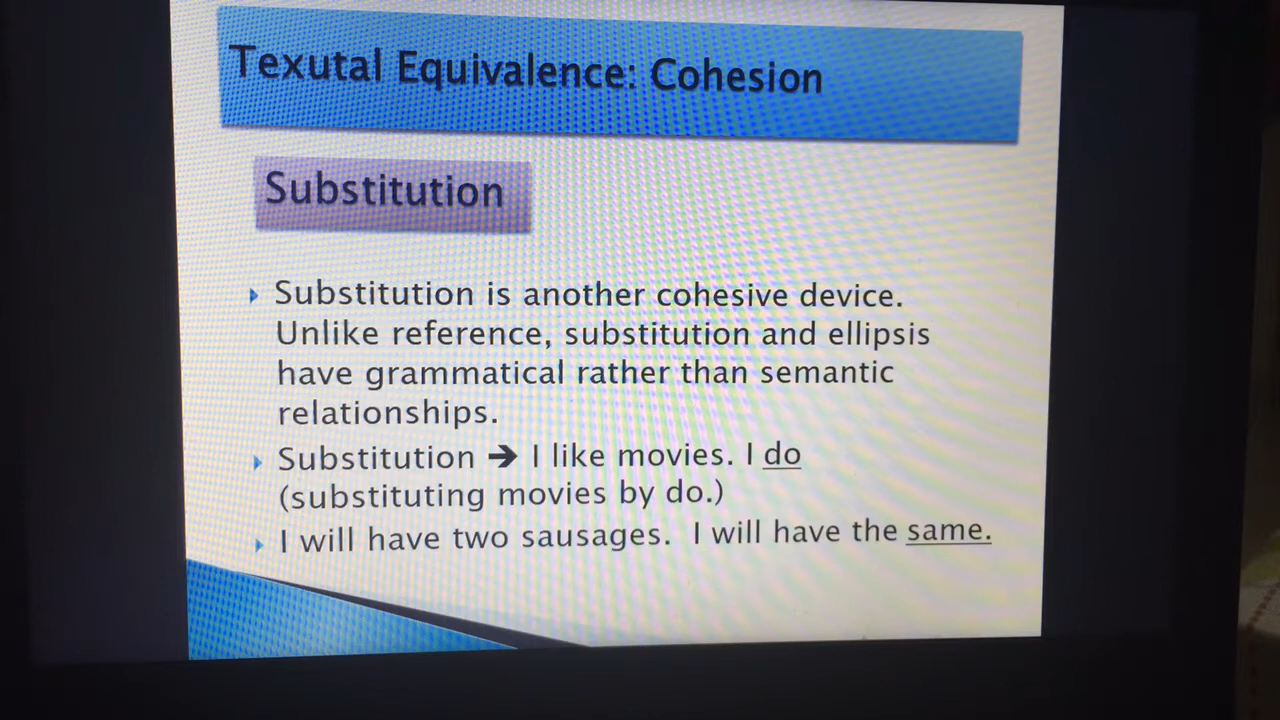 Texutal Equivalence: Cohesion
Substitution
Substitution is another cohesive device.
Unlike reference, substitution and ellipsis
have grammatical rather than semantic
relationships.
Substitution ➔ I like movies. I do
(substituting movies by do.)
I will have two sausages. I will have the same.